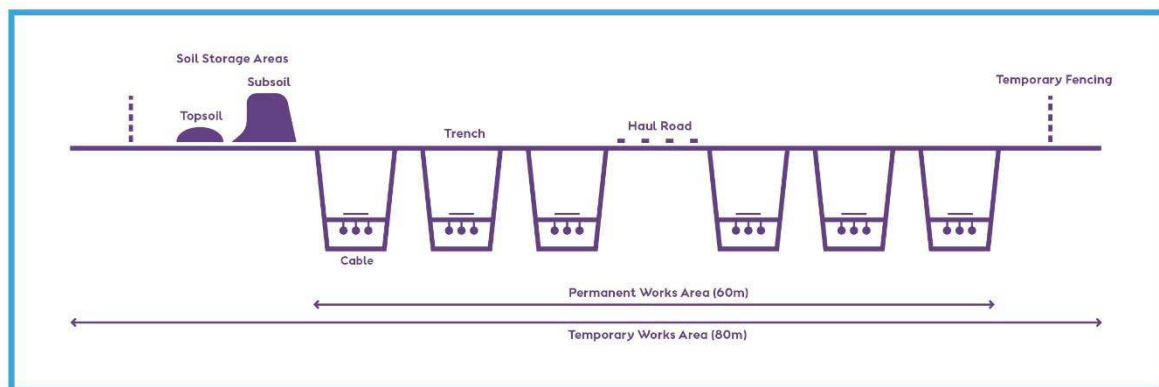 Soil Storage Areas
Subsoil
Temporary Fencing
Topsoil
Haul Road
Trench
Cable
Permanent Works Area (60m)
Temporary Works Area (80m)